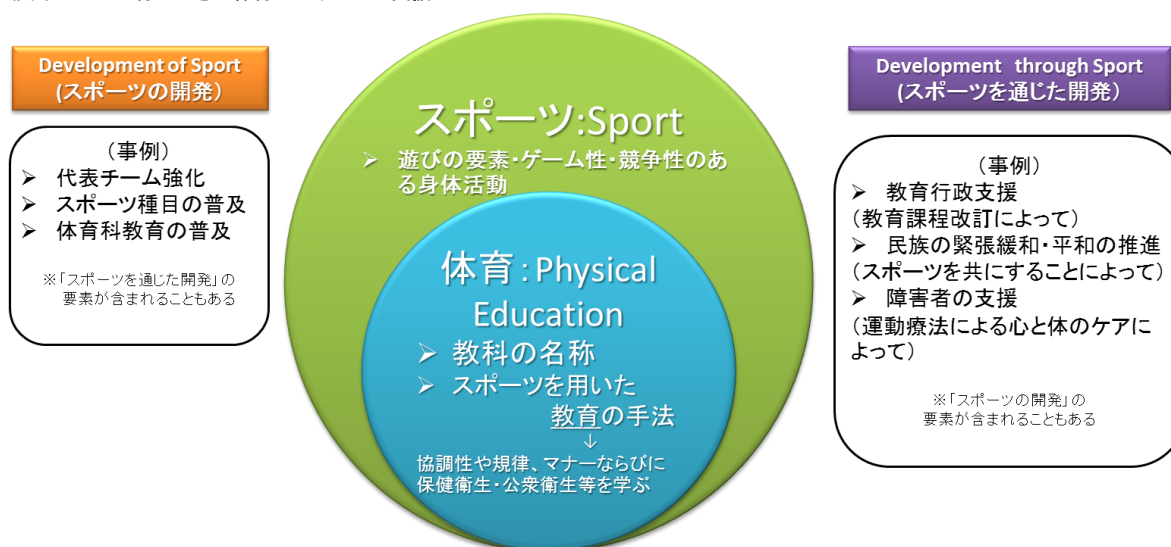 Development of Sport
(スポーツの開発)
(事例)
➢ 代表チーム強化
➢ スポーツ種目の普及
➢ 体育科教育の普及
※「スポーツを通じた開発」の
要素が含まれることもある
スポーツ:Sport
➢ 遊びの要素・ゲーム性・競争性のあ
る身体活動
体育:Physical
Education
➢ 教科の名称
➢ スポーツを用いた
教育の手法
↓
協調性や規律、マナーならびに
保健衛生・公衆衛生等を学ぶ
Development through Sport
(スポーツを通じた開発)
(事例)
➢ 教育行政支援
(教育課程改訂によって)
➢ 民族の緊張緩和・平和の推進
(スポーツを共にすることによって)
➢ 障害者の支援
(運動療法による心と体のケアに
よって)
※「スポーツの開発」の
要素が含まれることもある